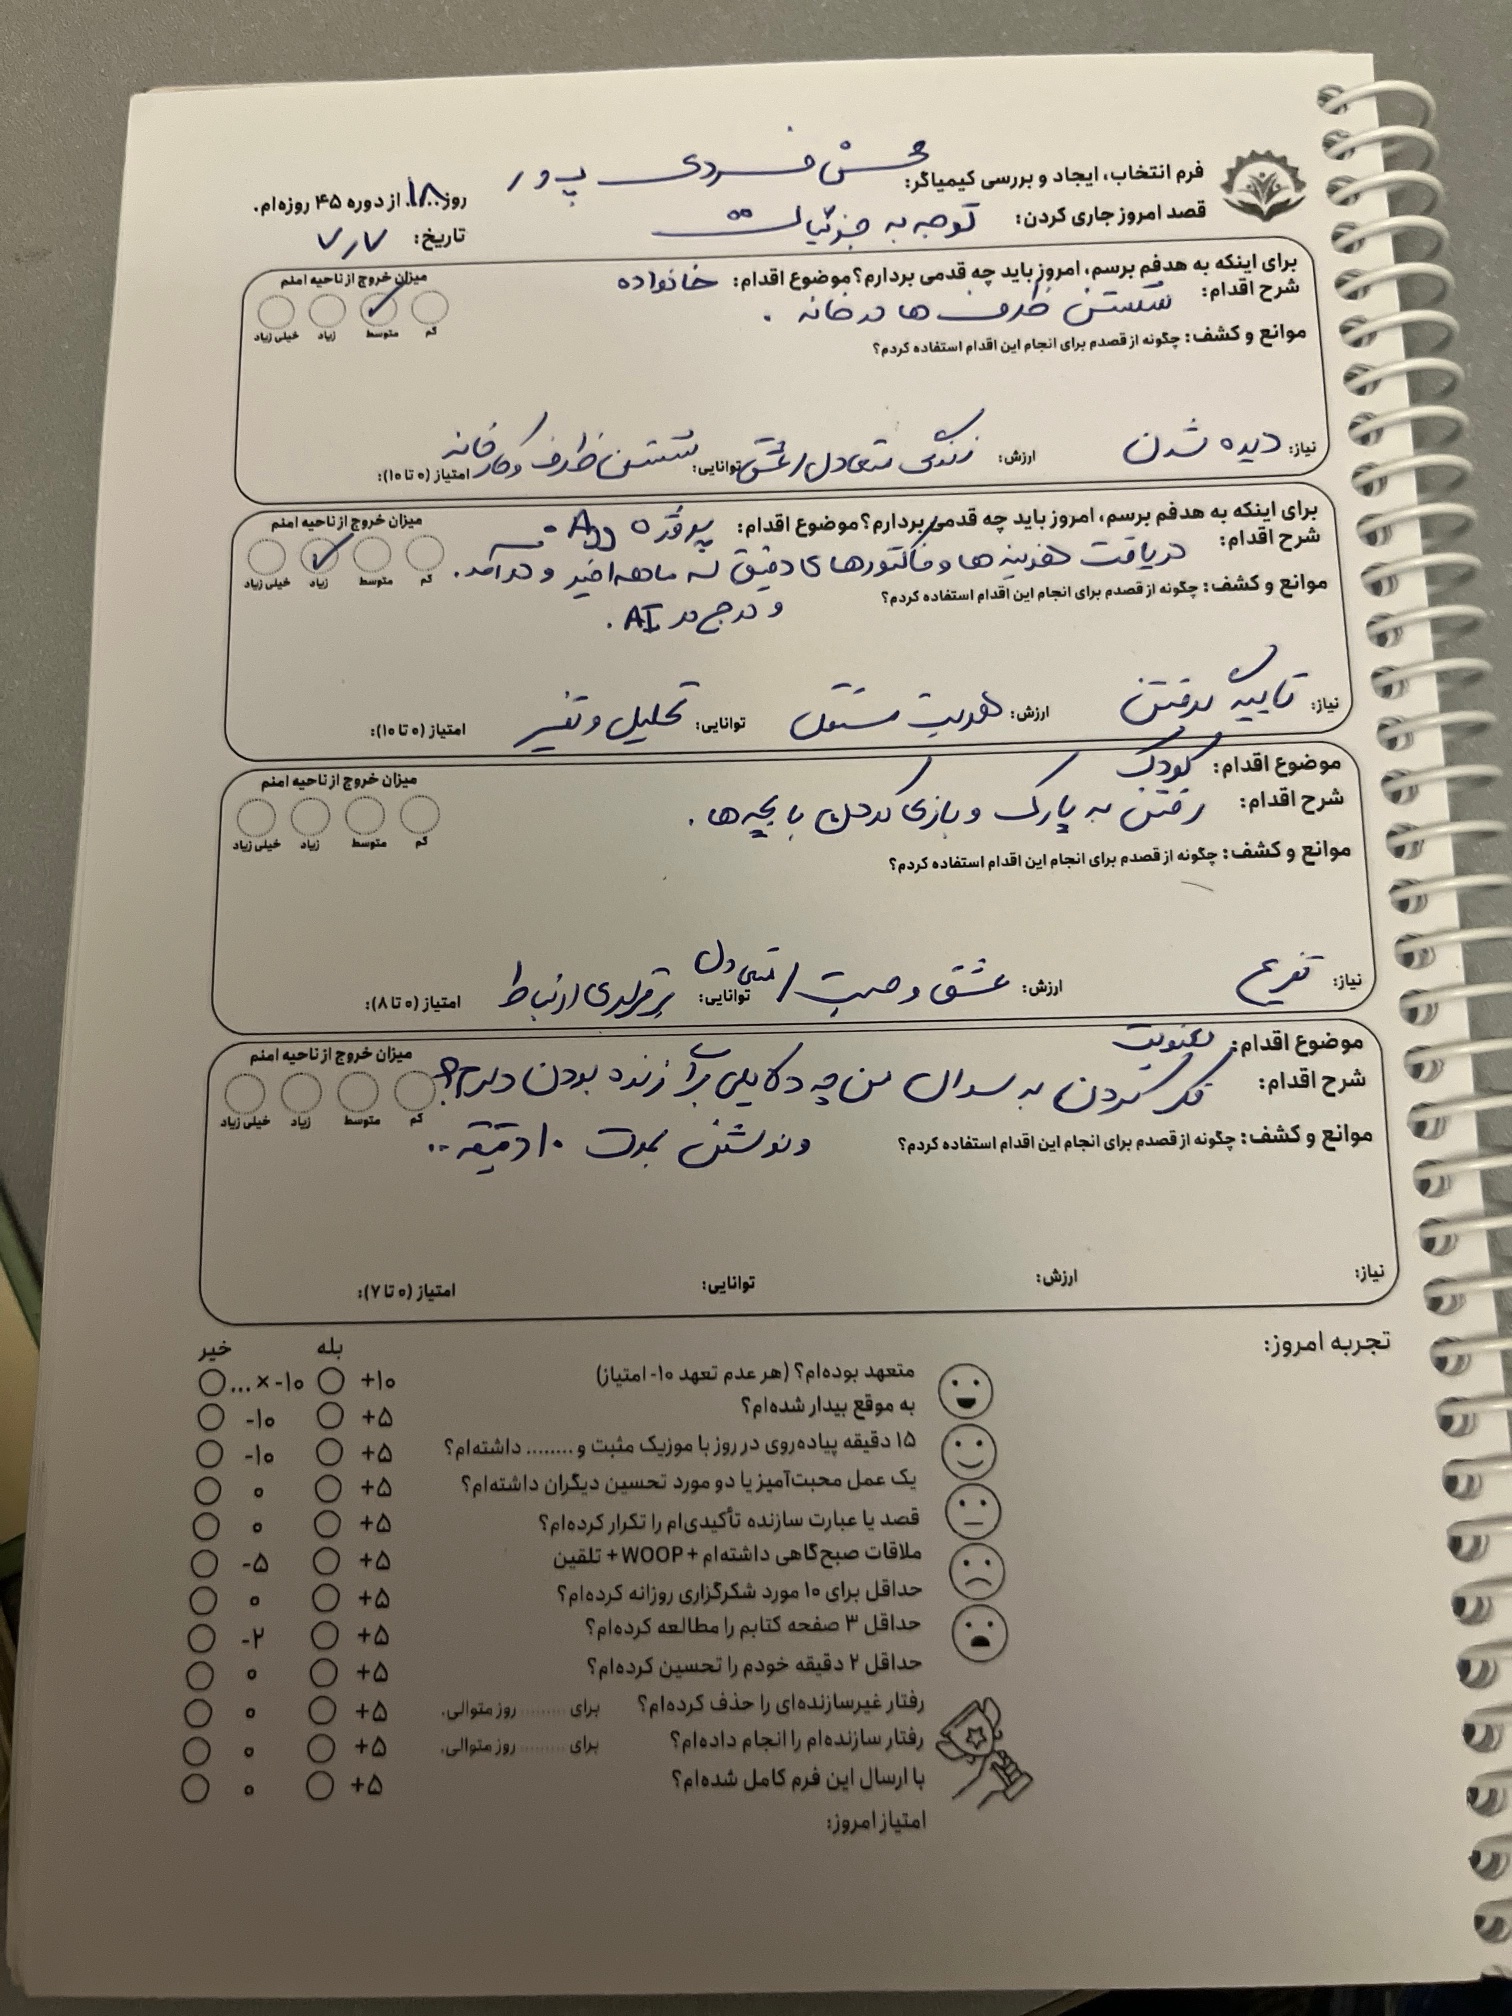 فرم انتخاب، ایجاد و بررسی کیمیاگر: محسن فردی پور
روز ۱۸ از دوره ۴۵ روزه‌ام.
قصد امروز جاری کردن: توجه به جزئیات
تاریخ: ۷/۷
برای اینکه به هدفم برسم، امروز باید چه قدمی بردارم؟ موضوع اقدام: خانواده
میزان خروج از ناحیه امنم
کم متوسط زیاد خیلی زیاد
شرح اقدام: شستن ظرف ها در خانه .
موانع و کشف: چگونه از قصدم برای انجام این اقدام استفاده کردم؟
نیاز: دیده شدن ارزش: زندگی متعادل/عشق توانایی: شستن ظرف و کار خانه امتیاز (۰ تا ۱۰):
برای اینکه به هدفم برسم، امروز باید چه قدمی بردارم؟ موضوع اقدام: پروژه
میزان خروج از ناحیه امنم
کم متوسط زیاد خیلی زیاد
شرح اقدام: دریافت هزینه ها و فاکتورهای دقیق سه ماهه اخیر و درآمد.
موانع و کشف: چگونه از قصدم برای انجام این اقدام استفاده کردم؟ و درج در AI.
نیاز: تایید گرفتن ارزش: هویت مستقل توانایی: تحلیل و تفسیر امتیاز (۰ تا ۱۰):
موضوع اقدام: کودک
میزان خروج از ناحیه امنم
کم متوسط زیاد خیلی زیاد
شرح اقدام: رفتن به پارک و بازی کردن با بچه ها .
موانع و کشف: چگونه از قصدم برای انجام این اقدام استفاده کردم؟
نیاز: تفریح ارزش: عشق و محبت/تعادل توانایی: برقراری ارتباط امتیاز (۰ تا ۸):
موضوع اقدام: معنویت
میزان خروج از ناحیه امنم
کم متوسط زیاد خیلی زیاد
شرح اقدام: فکر کردن به سوال من چه دلایلی برای زنده بودن دارم؟
موانع و کشف: چگونه از قصدم برای انجام این اقدام استفاده کردم؟ و نوشتن بمدت ۱۰ دقیقه..
نیاز: ارزش: توانایی: امتیاز (۰ تا ۷):
تجربه امروز:
بله خیر
متعهد بوده‌ام؟ (هر عدم تعهد ۱۰- امتیاز) +۱۰ ...×-۱۰
به موقع بیدار شده‌ام؟ +۵ -۱۰
۱۵ دقیقه پیاده‌روی در روز با موزیک مثبت و ........ داشته‌ام؟ +۵ -۱۰
یک عمل محبت‌آمیز یا دو مورد تحسین دیگران داشته‌ام؟ +۵ ۰
قصد یا عبارت سازنده تأکیدی‌ام را تکرار کرده‌ام؟ +۵ ۰
ملاقات صبح‌گاهی داشته‌ام + WOOP + تلقین +۵ -۵
حداقل برای ۱۰ مورد شکرگزاری روزانه کرده‌ام؟ +۵ ۰
حداقل ۳ صفحه کتابم را مطالعه کرده‌ام؟ +۵ -۲
حداقل ۲ دقیقه خودم را تحسین کرده‌ام؟ +۵ ۰
رفتار غیرسازنده‌ای را حذف کرده‌ام؟ برای ......... روز متوالی. +۵ ۰
رفتار سازنده‌ام را انجام داده‌ام؟ برای ......... روز متوالی. +۵ ۰
با ارسال این فرم کامل شده‌ام؟ +۵ ۰
امتیاز امروز: